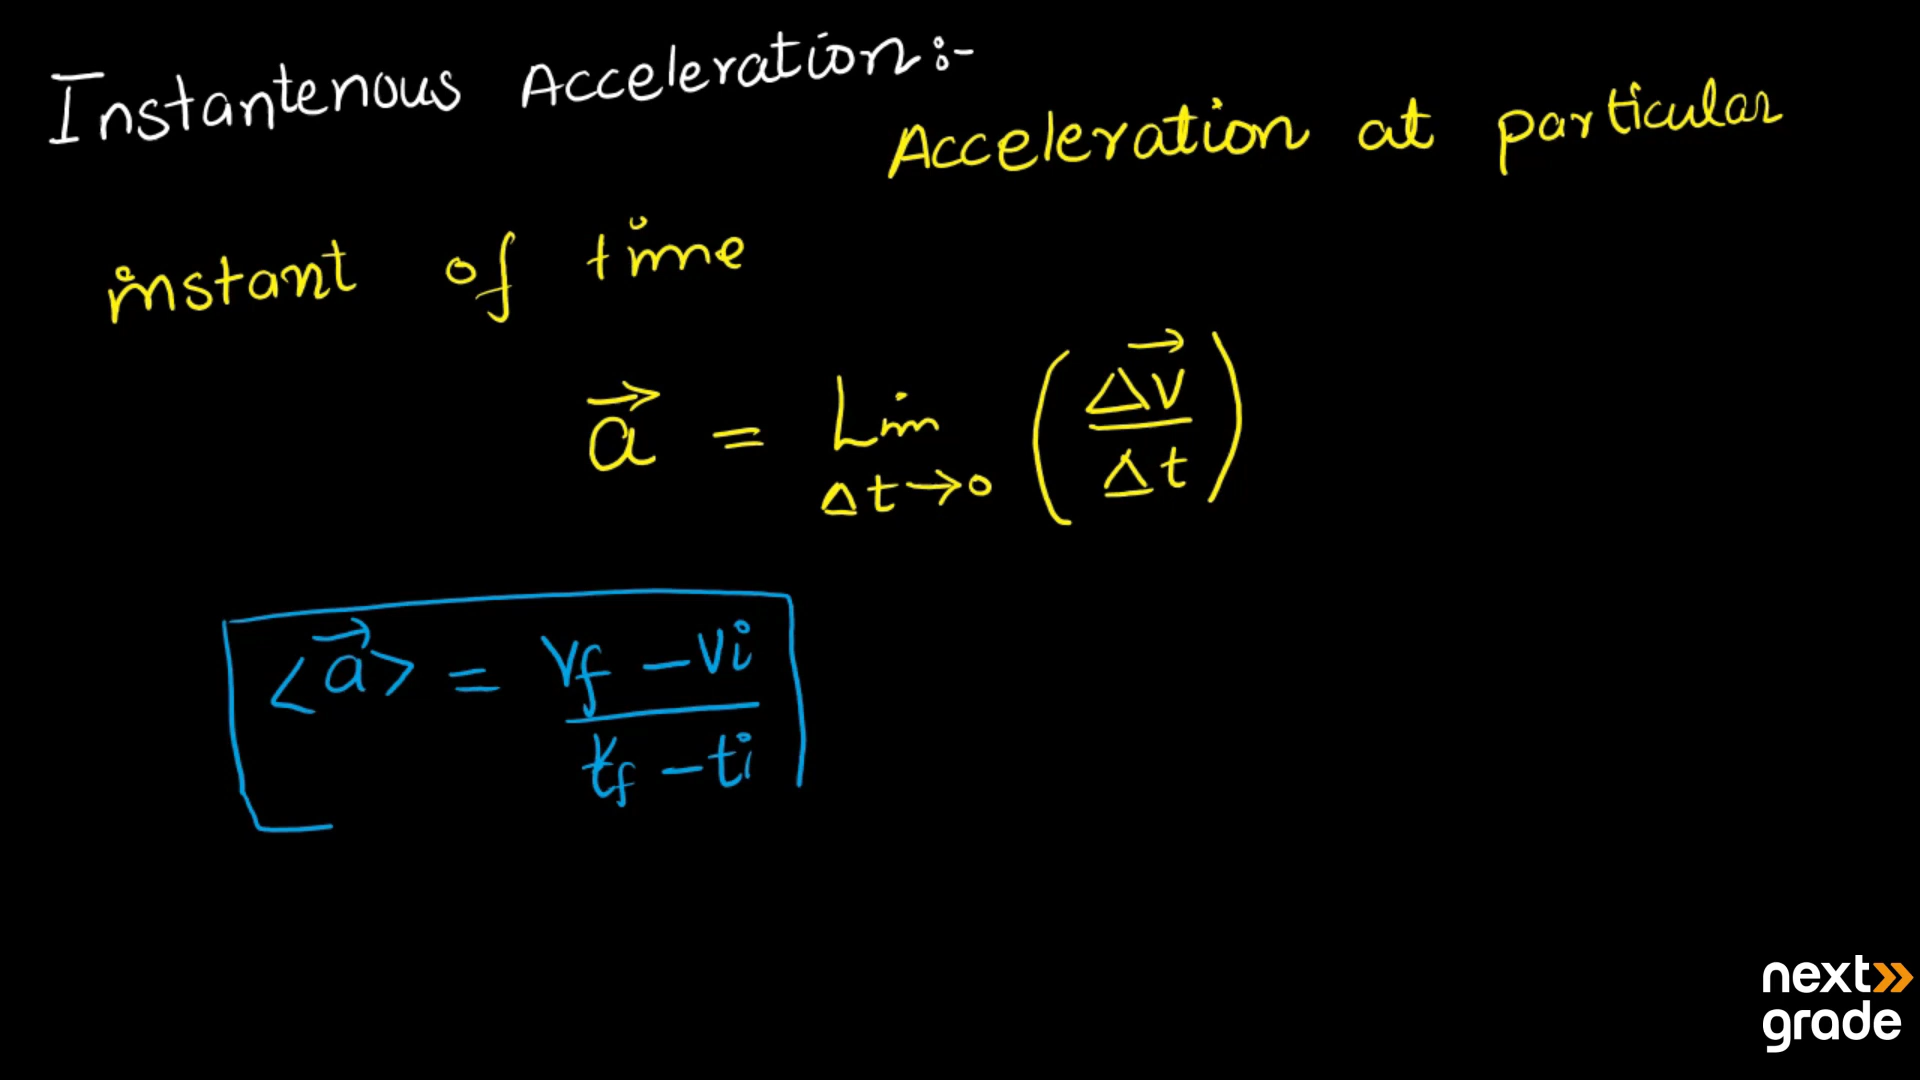 Instantenous Acceleration:-
Acceleration at particular
instant of time
a⃗ = Lim Δt→0 (Δv⃗ / Δt)
<a⃗> = vf - vi / tf - ti
next»
grade